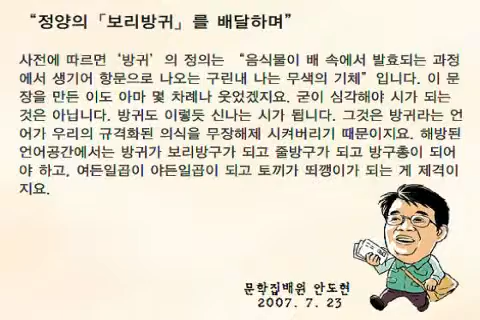 “정양의「보리방귀」를 배달하며”
사전에 따르면 ‘방귀’의 정의는 “음식물이 배 속에서 발효되는 과정
에서 생기어 항문으로 나오는 구린내 나는 무색의 기체”입니다. 이 문
장을 만든 이도 아마 몇 차례나 웃었겠지요. 굳이 심각해야 시가 되는
것은 아닙니다. 방귀도 이렇듯 신나는 시가 됩니다. 그것은 방귀라는 언
어가 우리의 규격화된 의식을 무장해제 시켜버리기 때문이지요. 해방된
언어공간에서는 방귀가 보리방구가 되고 줄방구가 되고 방구총이 되어
야 하고, 여든일곱이 야든일곱이 되고 토끼가 뙤깽이가 되는 게 제격이
지요.
문학집배원 안도현
2007. 7. 23